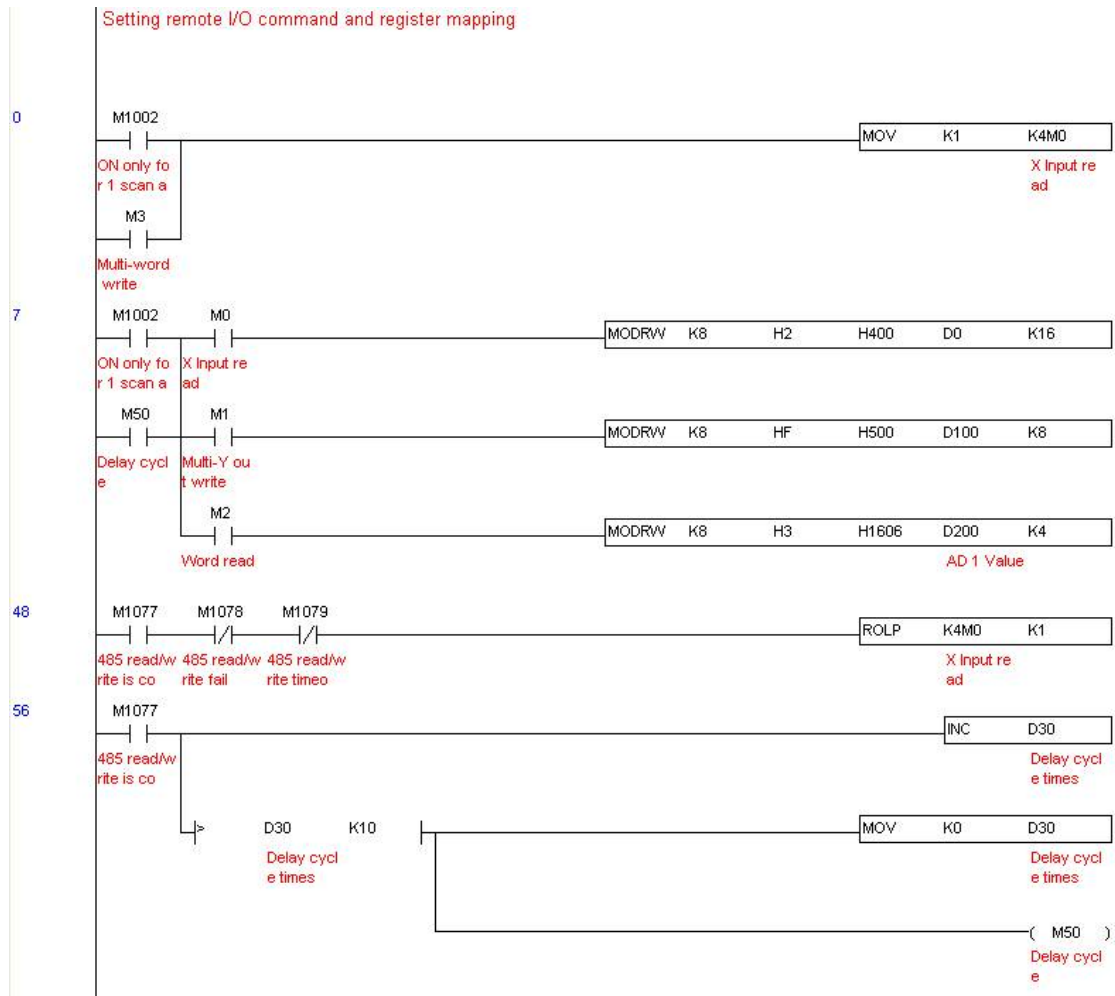 Setting remote I/O command and register mapping
0
M1002
MOV K1 K4M0
ON only fo
r 1 scan a
X Input re
ad
M3
Multi-word
write
7
M1002 M0
MODRW K8 H2 H400 D0 K16
ON only fo
r 1 scan a
X Input re
ad
M50 M1
MODRW K8 HF H500 D100 K8
Delay cycl
e
Multi-Y ou
t write
M2
MODRW K8 H3 H1606 D200 K4
Word read
AD 1 Value
48
M1077 M1078 M1079
ROLP K4M0 K1
485 read/w
rite is co
485 read/w
rite fail
485 read/w
rite timeo
X Input re
ad
56
M1077
INC D30
485 read/w
rite is co
Delay cycl
e times
> D30 K10
MOV K0 D30
Delay cycl
e times
Delay cycl
e times
( M50 )
Delay cycl
e